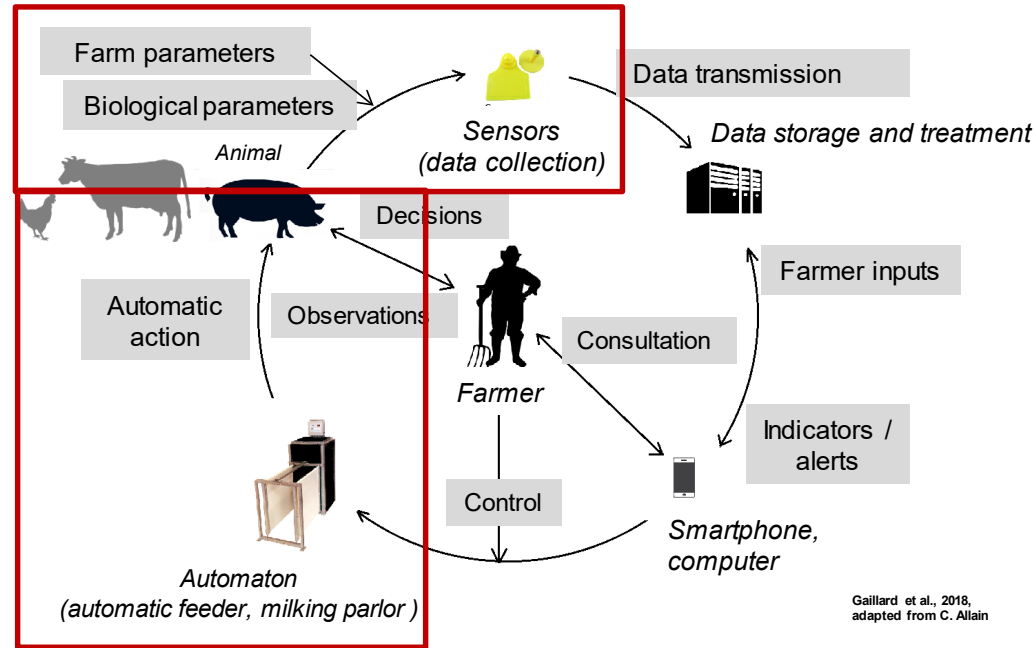 Farm parameters
Biological parameters
Animal
Sensors
(data collection)
Data transmission
Data storage and treatment
Decisions
Automatic
action
Observations
Farmer inputs
Consultation
Farmer
Indicators /
alerts
Control
Smartphone,
computer
Automaton
(automatic feeder, milking parlor )
Gaillard et al., 2018,
adapted from C. Allain